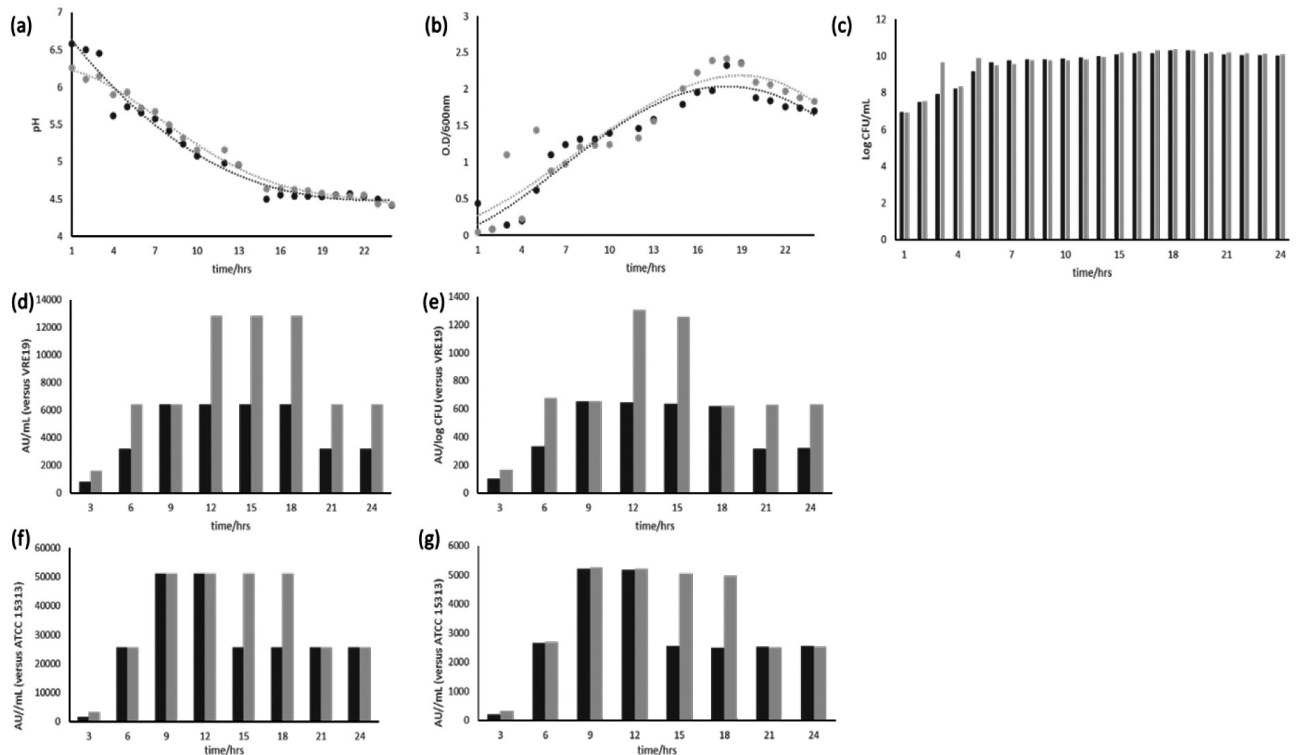 (a)
7
6.5
6
5.5
5
4.5
4
pH
1 4 7 10 13 16 19 22
time/hrs
(b)
3
2.5
2
1.5
1
0.5
0
O.D/600nm
1 4 7 10 13 16 19 22
time/hrs
(c)
12
10
8
6
4
2
0
Log CFU/mL
1 4 7 10 15 18 21 24
time/hrs
(d)
14000
12000
10000
8000
6000
4000
2000
0
AU/mL (versus VRE19)
3 6 9 12 15 18 21 24
time/hrs
(e)
1400
1200
1000
800
600
400
200
0
AU/log CFU (versus VRE19)
3 6 9 12 15 18 21 24
time/hrs
(f)
60000
50000
40000
30000
20000
10000
0
AU//mL (versus ATCC 15313)
3 6 9 12 15 18 21 24
time/hrs
(g)
6000
5000
4000
3000
2000
1000
0
AU//mL (versus ATCC 15313)
3 6 9 12 15 18 21 24
time/hrs